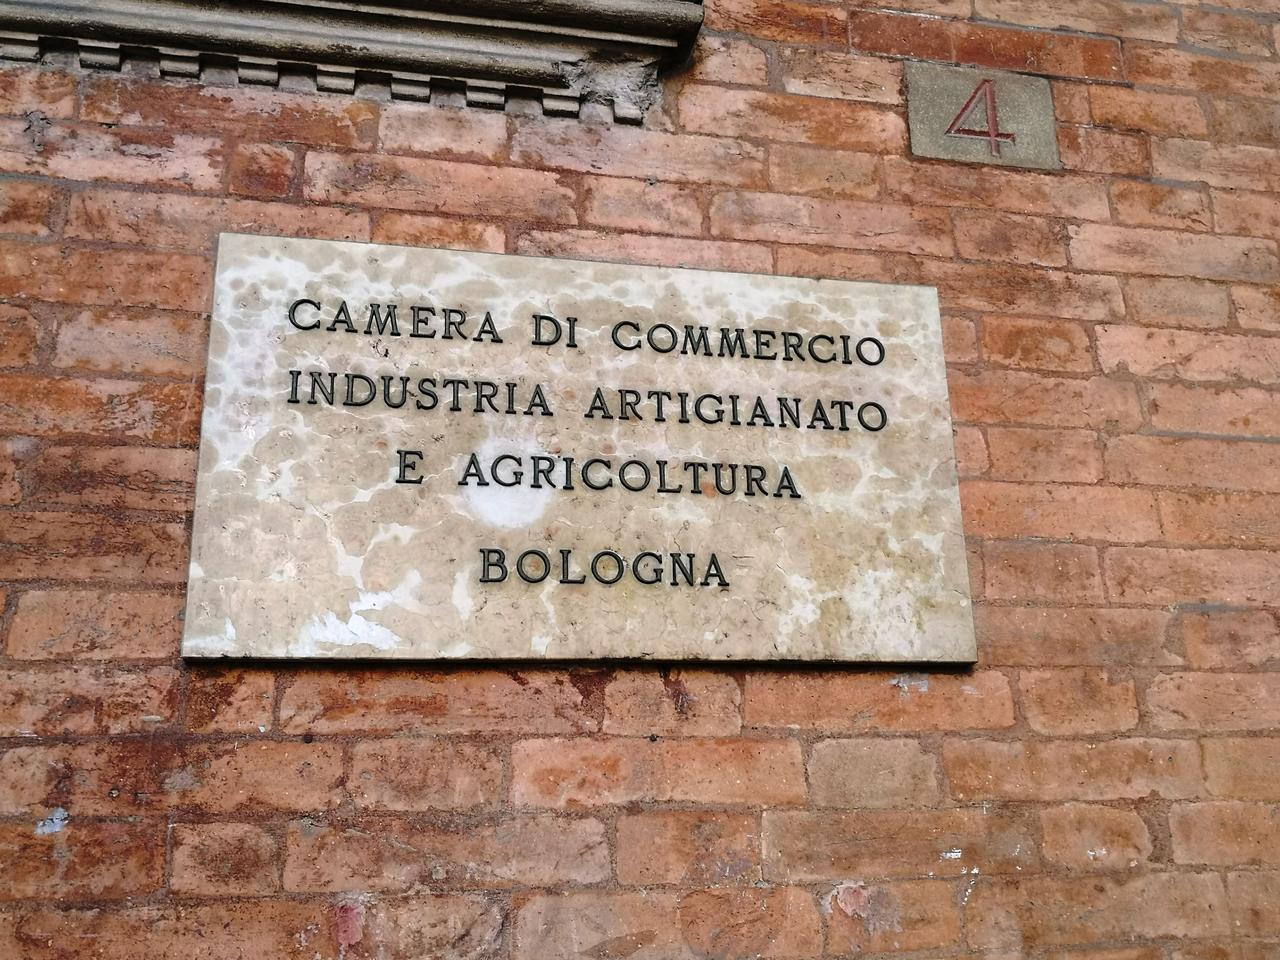 4
CAMERA DI COMMERCIO
INDUSTRIA ARTIGIANATO
E AGRICOLTURA
BOLOGNA